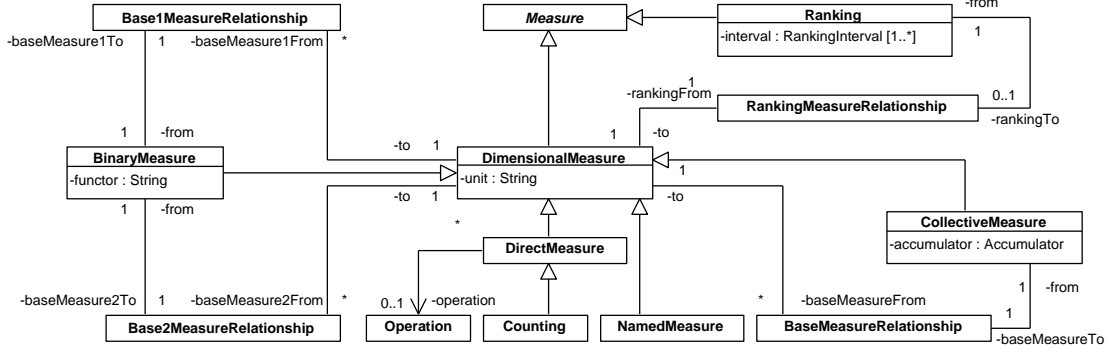 Base1MeasureRelationship
Measure
Ranking
-interval : RankingInterval [1..*]
-from
1
-baseMeasure1To
1
-baseMeasure1From
*
1
-rankingFrom
RankingMeasureRelationship
0..1
-rankingTo
1
-from
-to
1
1
-to
BinaryMeasure
-functor : String
DimensionalMeasure
-unit : String
1
1
-from
-to
1
-to
*
DirectMeasure
CollectiveMeasure
-accumulator : Accumulator
-baseMeasure2To
1
-baseMeasure2From
*
0..1
-operation
*
-baseMeasureFrom
1
-from
1
-baseMeasureTo
Base2MeasureRelationship
Operation
Counting
NamedMeasure
BaseMeasureRelationship